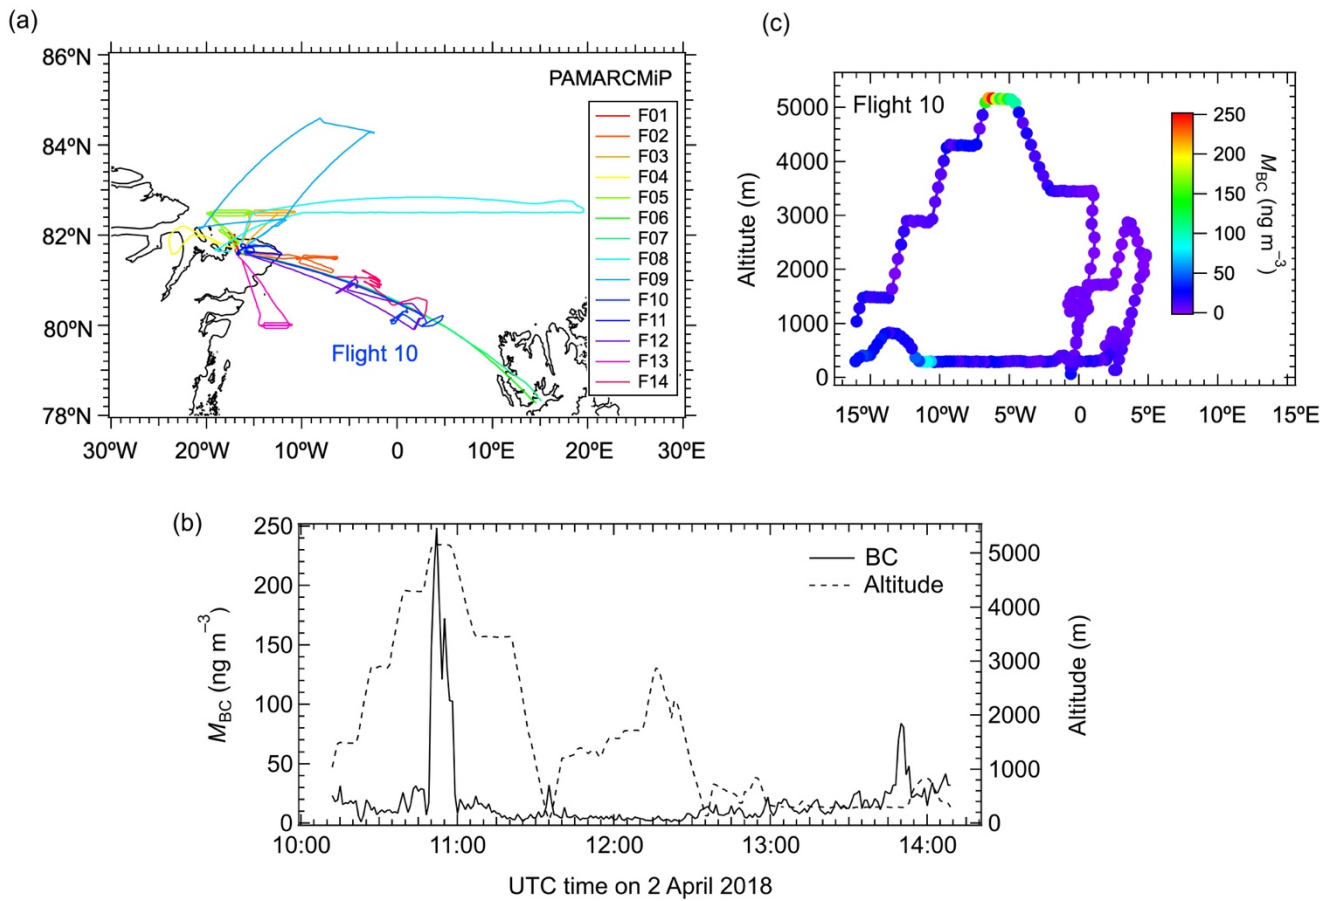 (a)
86ºN
84ºN
82ºN
80ºN
78ºN
30ºW 20ºW 10ºW 0 10ºE 20ºE 30ºE
PAMARCMiP
F01
F02
F03
F04
F05
F06
F07
F08
F09
F10
F11
F12
F13
F14
Flight 10
(c)
Flight 10
Altitude (m)
5000
4000
3000
2000
1000
0
15ºW 10ºW 5ºW 0 5ºE 10ºE 15ºE
250
200
150
100
50
0
MBC (ng m−3)
(b)
MBC (ng m−3)
250
200
150
100
50
0
BC
Altitude
5000
4000
3000
2000
1000
0
Altitude (m)
10:00 11:00 12:00 13:00 14:00
UTC time on 2 April 2018